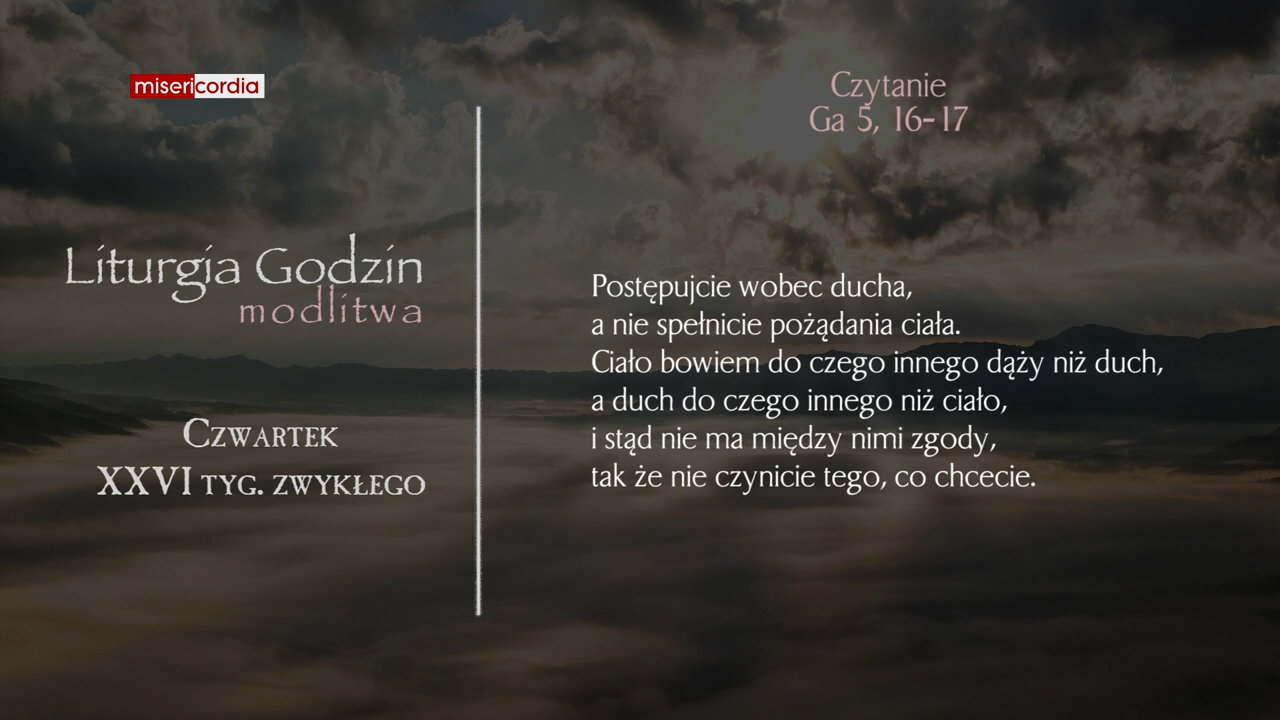 misericordia
Liturgia Godzin
modlitwa
Czwartek
XXVI tyg. zwykłego
Czytanie
Ga 5, 16-17
Postępujcie wobec ducha,
a nie spełnicie pożądania ciała.
Ciało bowiem do czego innego dąży niż duch,
a duch do czego innego niż ciało,
i stąd nie ma między nimi zgody,
tak że nie czynicie tego, co chcecie.